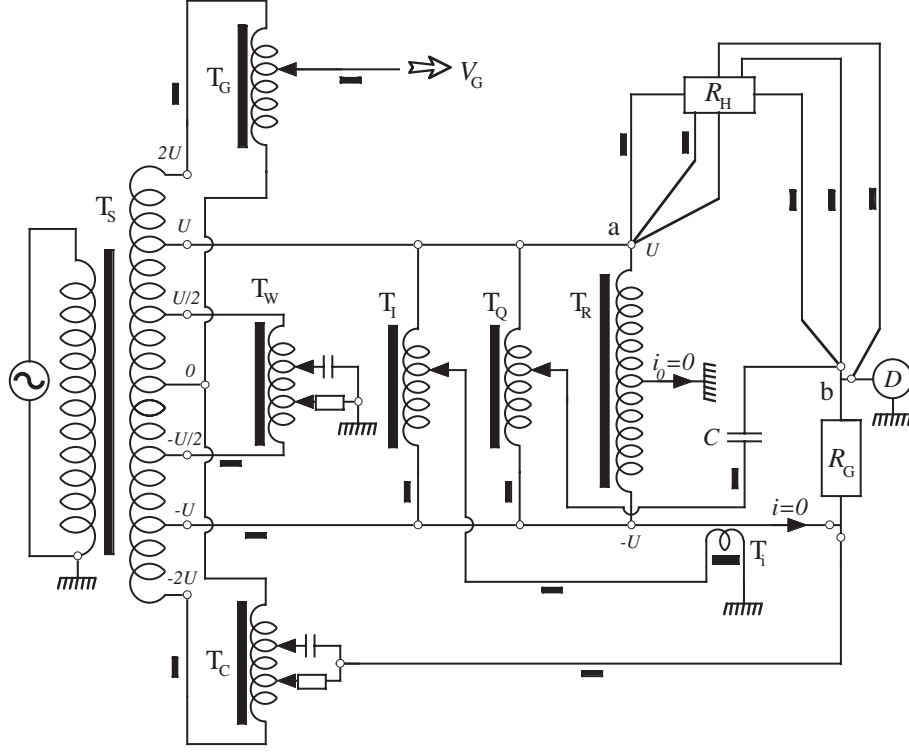 T_G
V_G
R_H
2U
T_S
U
a
U
U/2
T_W
T_I
T_Q
T_R
0
i_0=0
b
D
C
-U/2
R_G
-U
-U
i=0
T_i
-2U
T_C